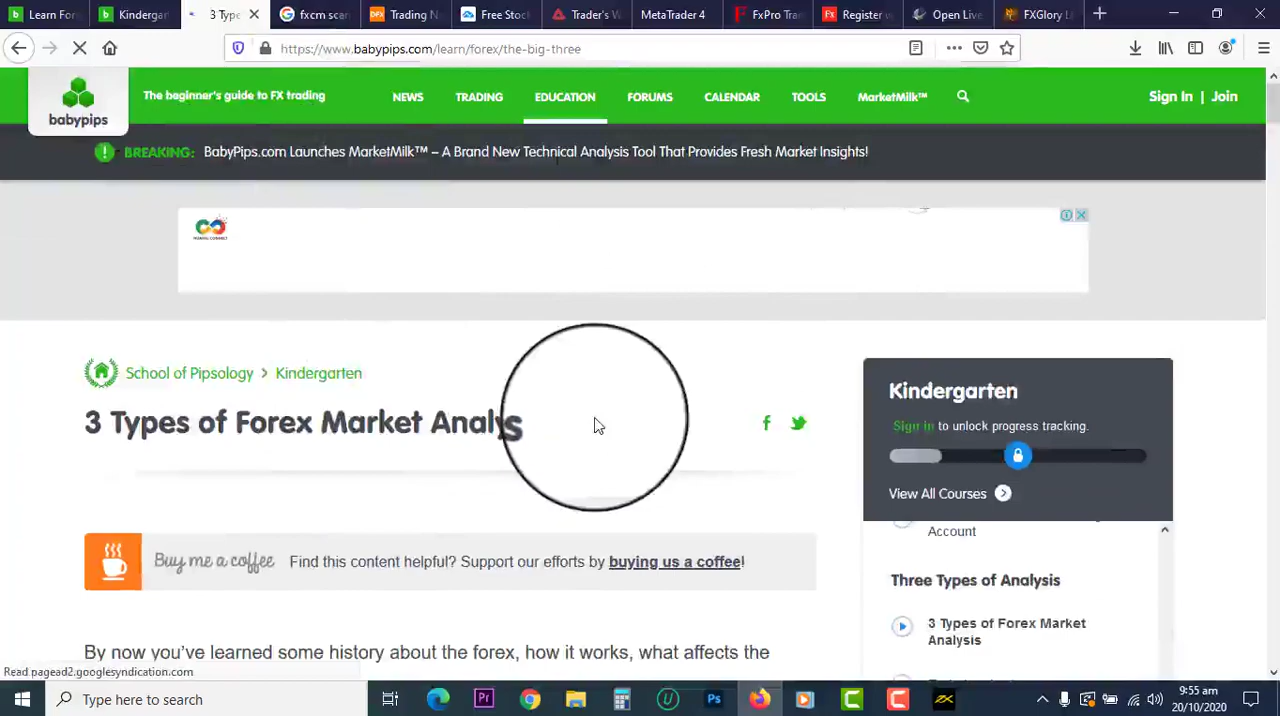 Learn Fore
Kindergart
3 Types of
fxcm scan
Trading N
Free Stock
Trader's W
MetaTrader 4
FxPro Tra
Register w
Open Live
FXGlory L
https://www.babypips.com/learn/forex/the-big-three
babypips
The beginner's guide to FX trading
NEWS
TRADING
EDUCATION
FORUMS
CALENDAR
TOOLS
MarketMilk™
Sign In | Join
BREAKING: BabyPips.com Launches MarketMilk™ – A Brand New Technical Analysis Tool That Provides Fresh Market Insights!
School of Pipsology > Kindergarten
3 Types of Forex Market Analys
Buy me a coffee Find this content helpful? Support our efforts by buying us a coffee!
By now you've learned some history about the forex, how it works, what affects the
Kindergarten
Sign in to unlock progress tracking.
View All Courses
Account
Three Types of Analysis
3 Types of Forex Market
Analysis
Read pagead2.googlesyndication.com
Type here to search
9:55 am
20/10/2020